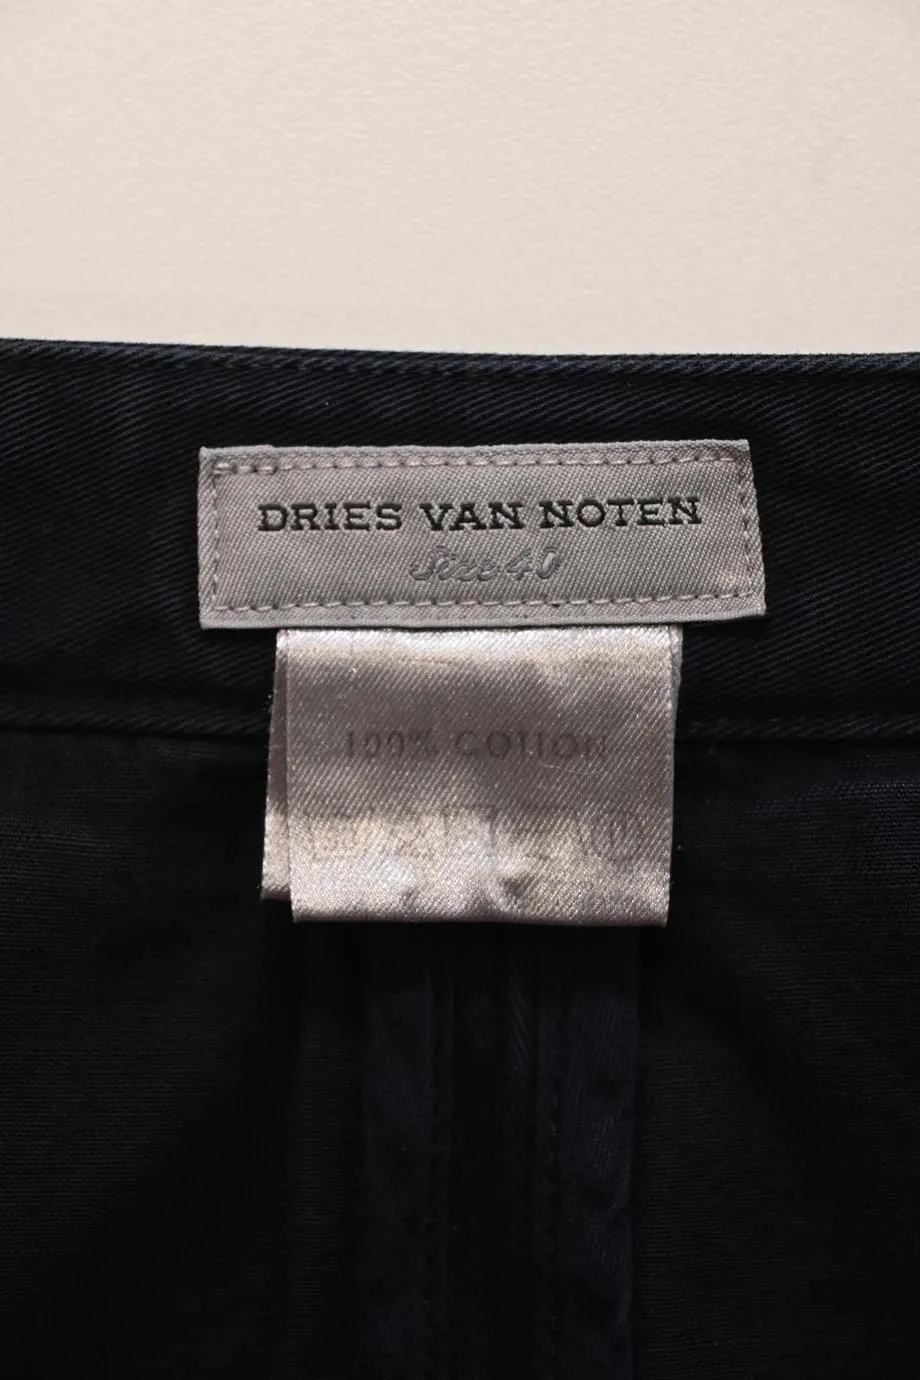 DRIES VAN NOTEN
Size 40
100% COTTON